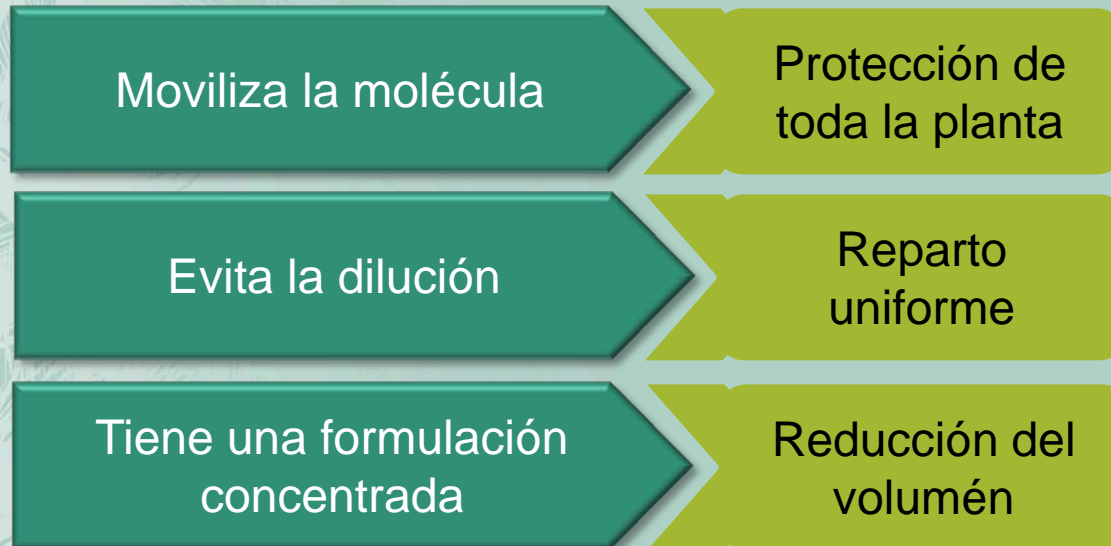 Moviliza la molécula
Protección de
toda la planta
Evita la dilución
Reparto
uniforme
Tiene una formulación
concentrada
Reducción del
volumén